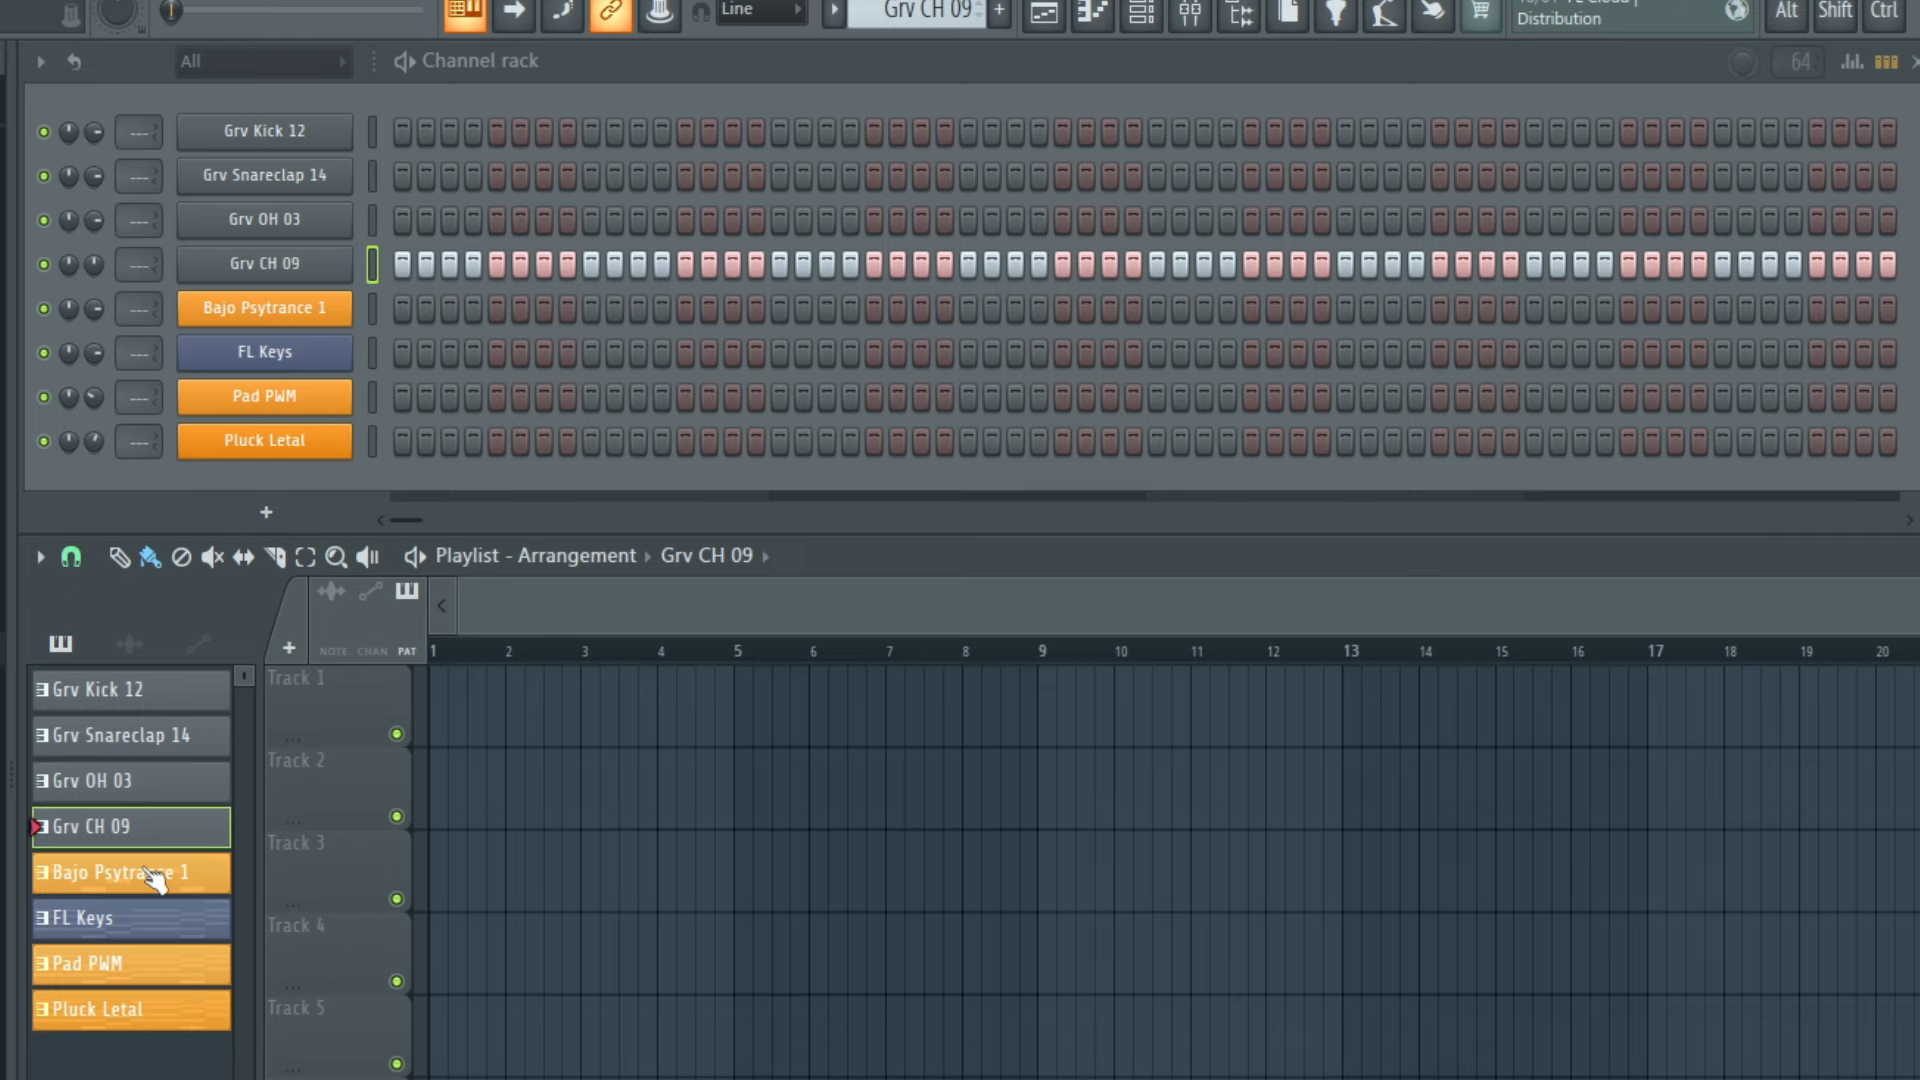 Line
Grv CH 09
+
FL Cloud |
Distribution
Alt
Shift
Ctrl
All
Channel rack
64
Grv Kick 12
Grv Snareclap 14
Grv OH 03
Grv CH 09
Bajo Psytrance 1
FL Keys
Pad PWM
Pluck Letal
+
Playlist - Arrangement › Grv CH 09 ›
+
NOTE CHAN PAT
1 2 3 4 5 6 7 8 9 10 11 12 13 14 15 16 17 18 19 20
Grv Kick 12
Grv Snareclap 14
Grv OH 03
Grv CH 09
Bajo Psytrance 1
FL Keys
Pad PWM
Pluck Letal
Track 1
Track 2
Track 3
Track 4
Track 5